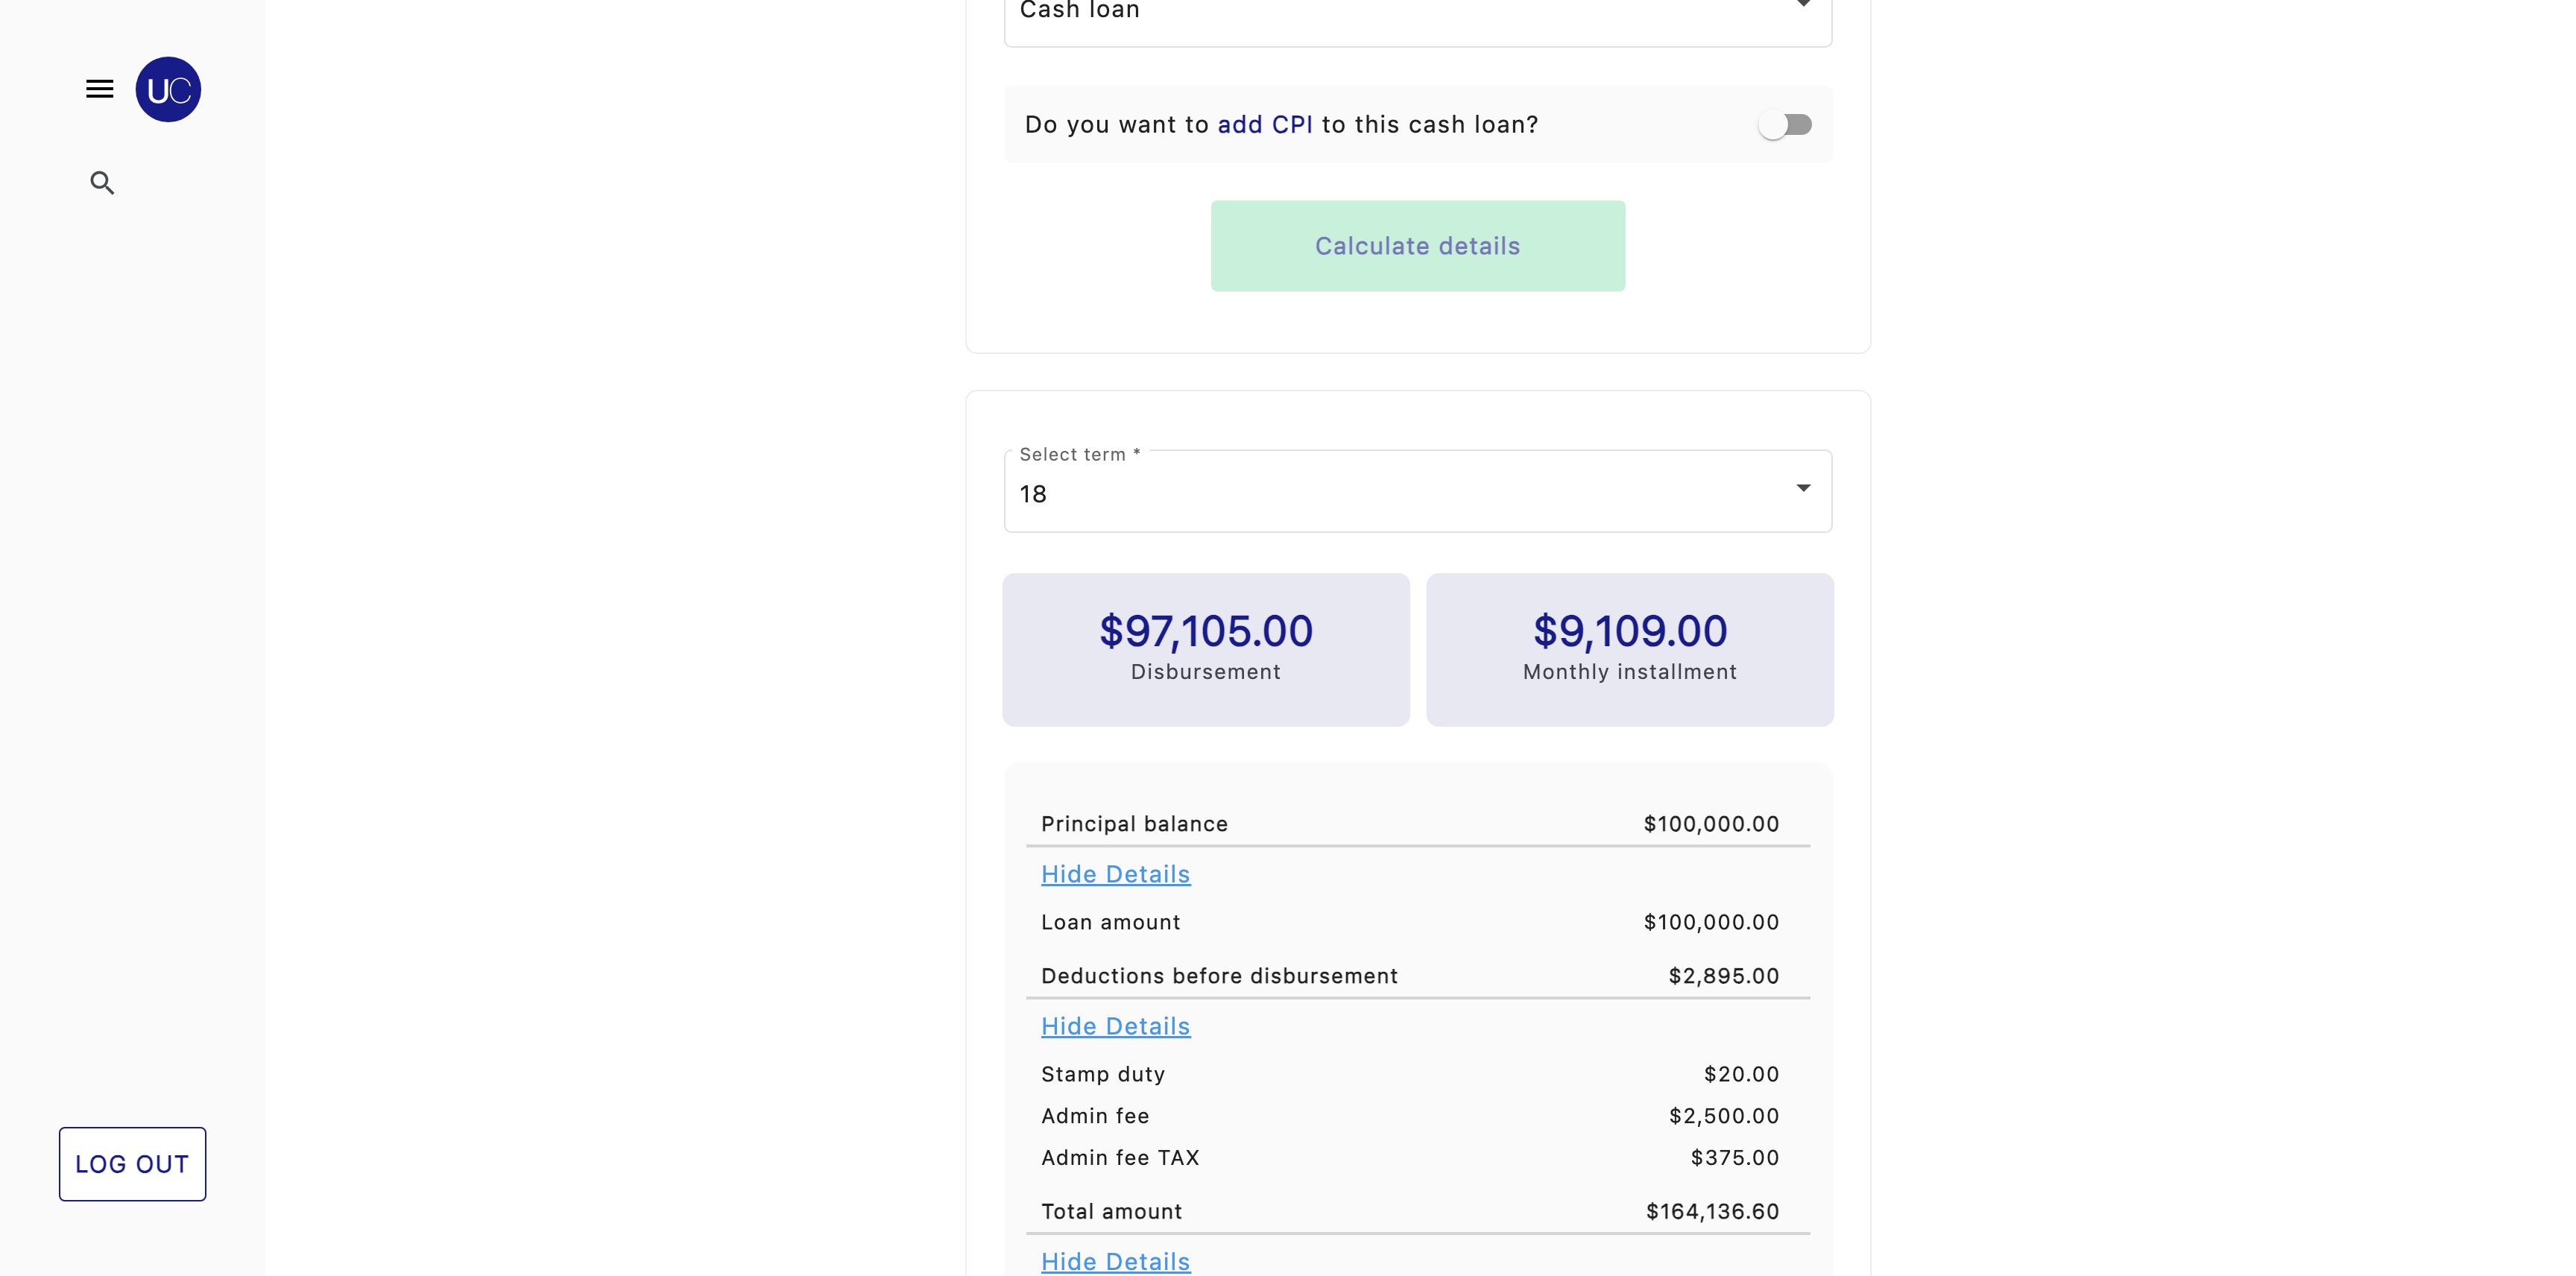 Cash loan
UC
Do you want to add CPI to this cash loan?
Calculate details
Select term *
18
$97,105.00
Disbursement
$9,109.00
Monthly installment
Principal balance $100,000.00
Hide Details
Loan amount $100,000.00
Deductions before disbursement $2,895.00
Hide Details
Stamp duty $20.00
Admin fee $2,500.00
Admin fee TAX $375.00
LOG OUT
Total amount $164,136.60
Hide Details